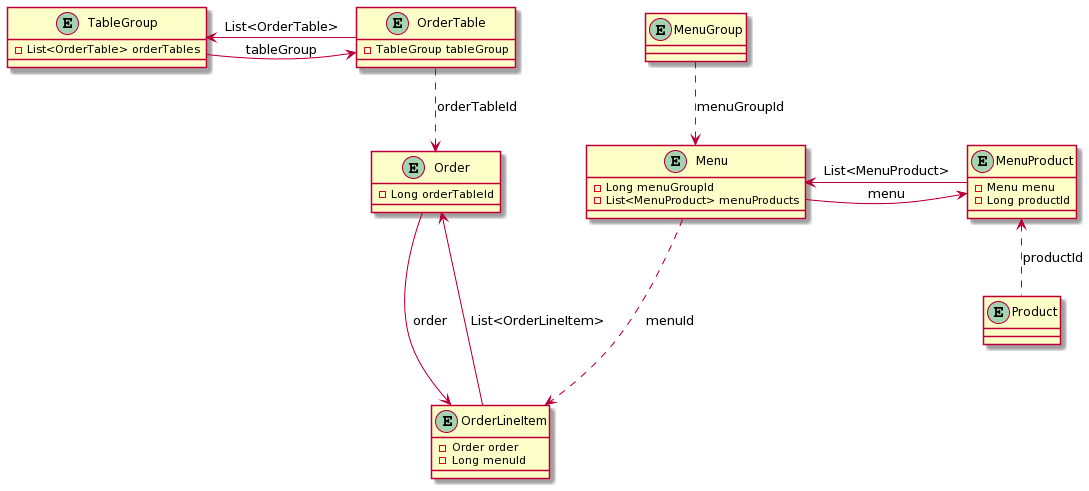 E TableGroup
List<OrderTable> orderTables
List<OrderTable>
tableGroup
E OrderTable
TableGroup tableGroup
E MenuGroup
orderTableId
menuGroupId
E Order
Long orderTableId
E Menu
Long menuGroupId
List<MenuProduct> menuProducts
List<MenuProduct>
menu
E MenuProduct
Menu menu
Long productId
productId
E Product
order
List<OrderLineItem>
menuId
E OrderLineItem
Order order
Long menuId